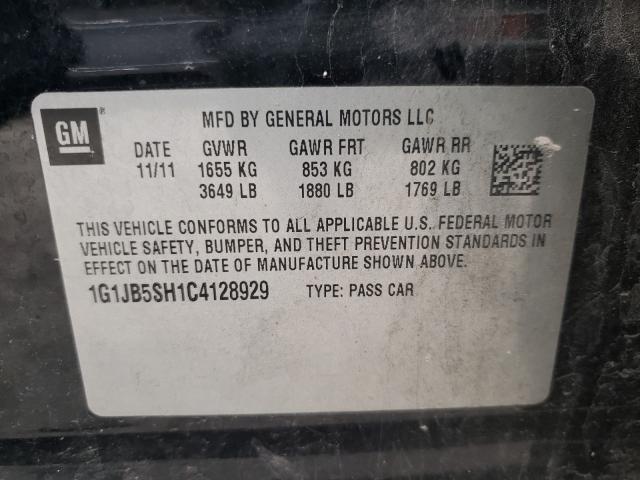 GM ®
MFD BY GENERAL MOTORS LLC
DATE GVWR GAWR FRT GAWR RR
11/11 1655 KG 853 KG 802 KG
3649 LB 1880 LB 1769 LB
THIS VEHICLE CONFORMS TO ALL APPLICABLE U.S. FEDERAL MOTOR
VEHICLE SAFETY, BUMPER, AND THEFT PREVENTION STANDARDS IN
EFFECT ON THE DATE OF MANUFACTURE SHOWN ABOVE.
1G1JB5SH1C4128929 TYPE: PASS CAR